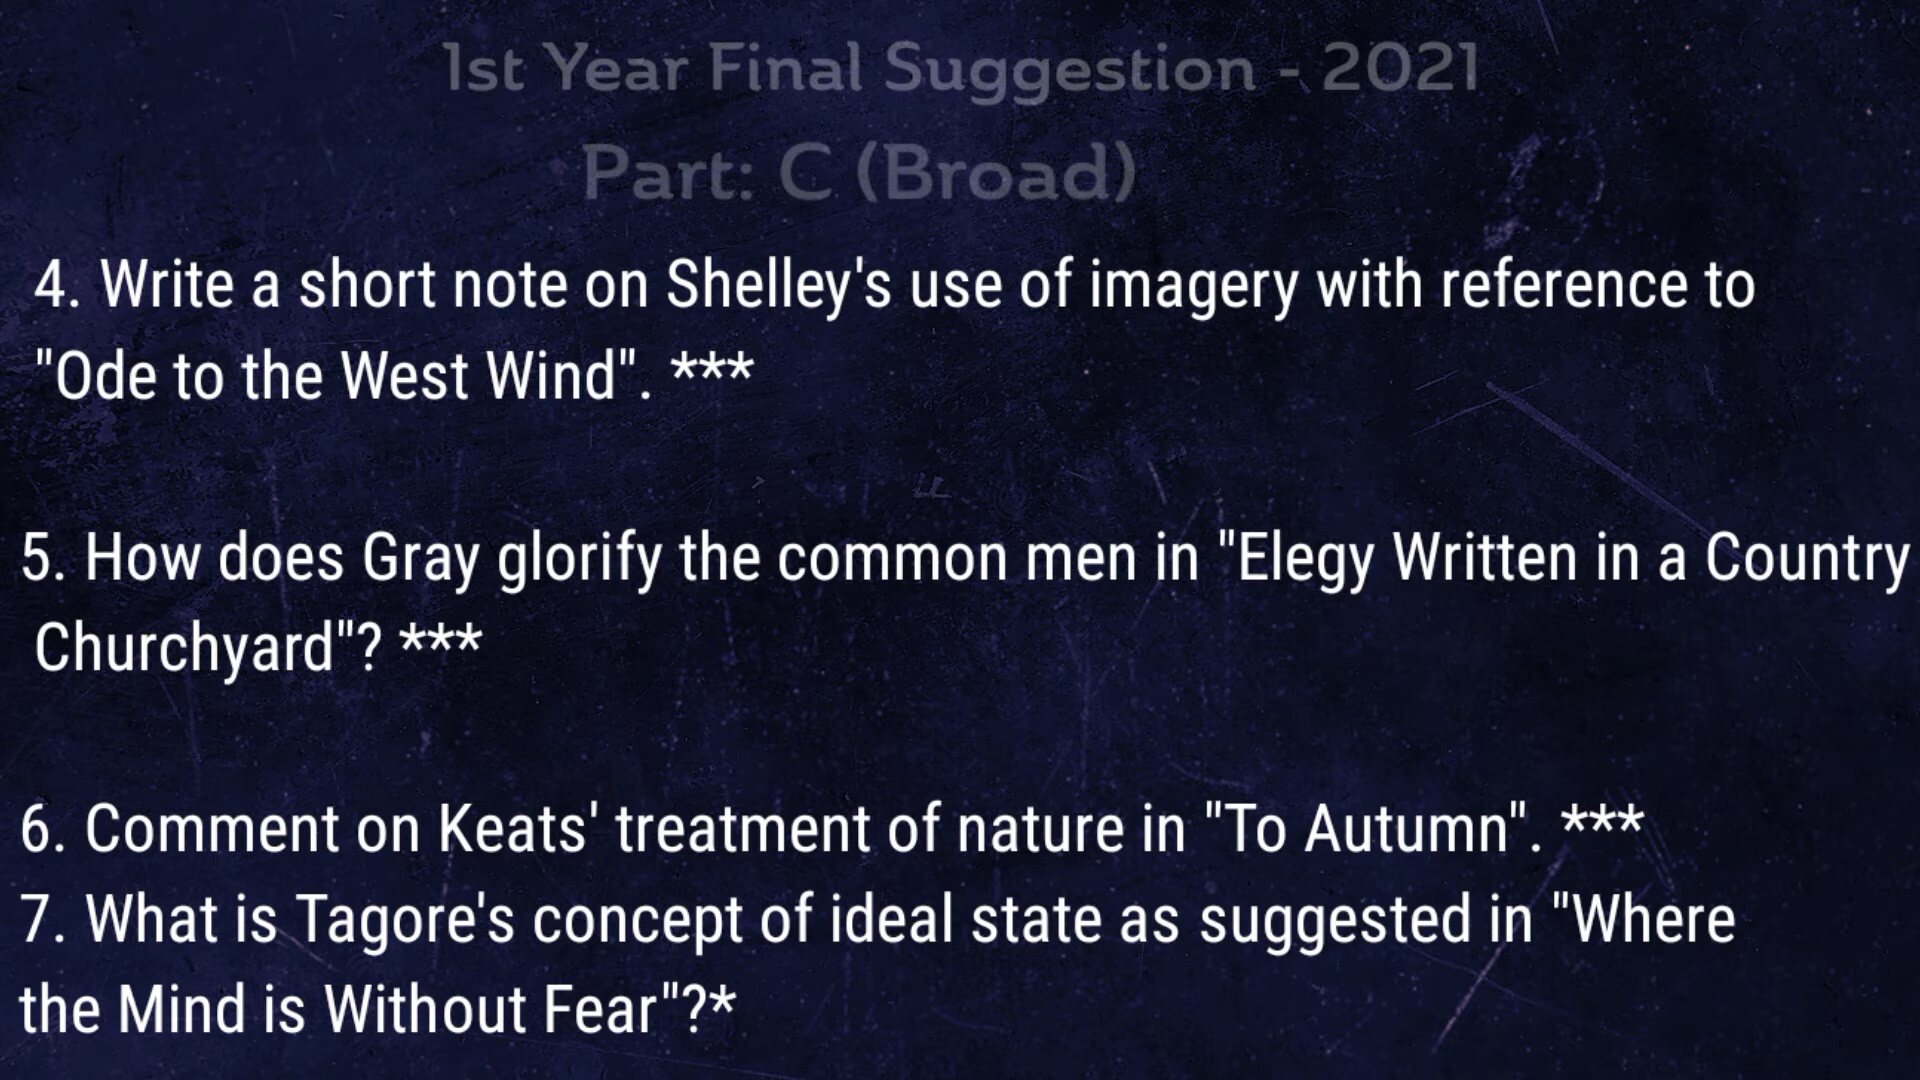 1st Year Final Suggestion - 2021
Part: C (Broad)
4. Write a short note on Shelley's use of imagery with reference to
"Ode to the West Wind". ***
5. How does Gray glorify the common men in "Elegy Written in a Country
Churchyard"? ***
6. Comment on Keats' treatment of nature in "To Autumn". ***
7. What is Tagore's concept of ideal state as suggested in "Where
the Mind is Without Fear"?*